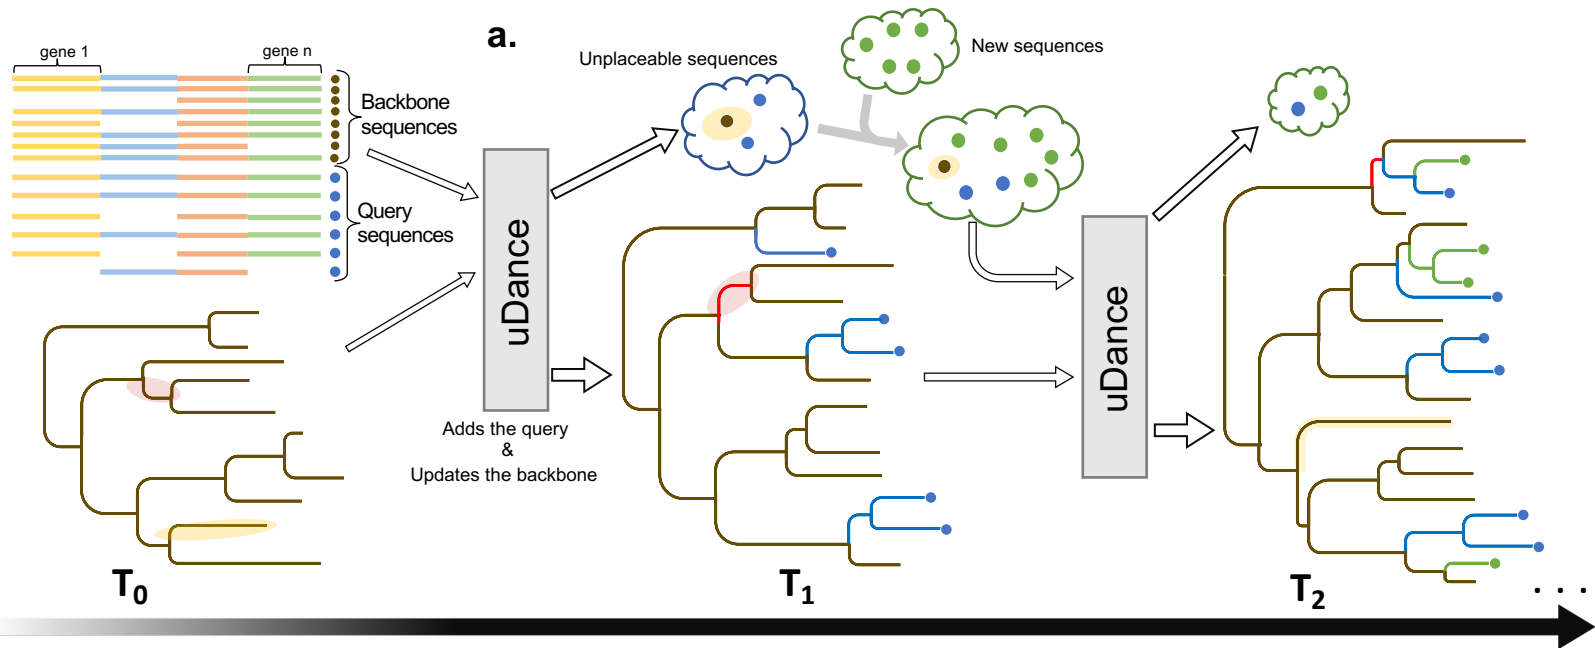 a.
gene 1
gene n
Backbone
sequences
Query
sequences
Unplaceable sequences
New sequences
uDance
Adds the query
&
Updates the backbone
uDance
T0
T1
T2
. . .